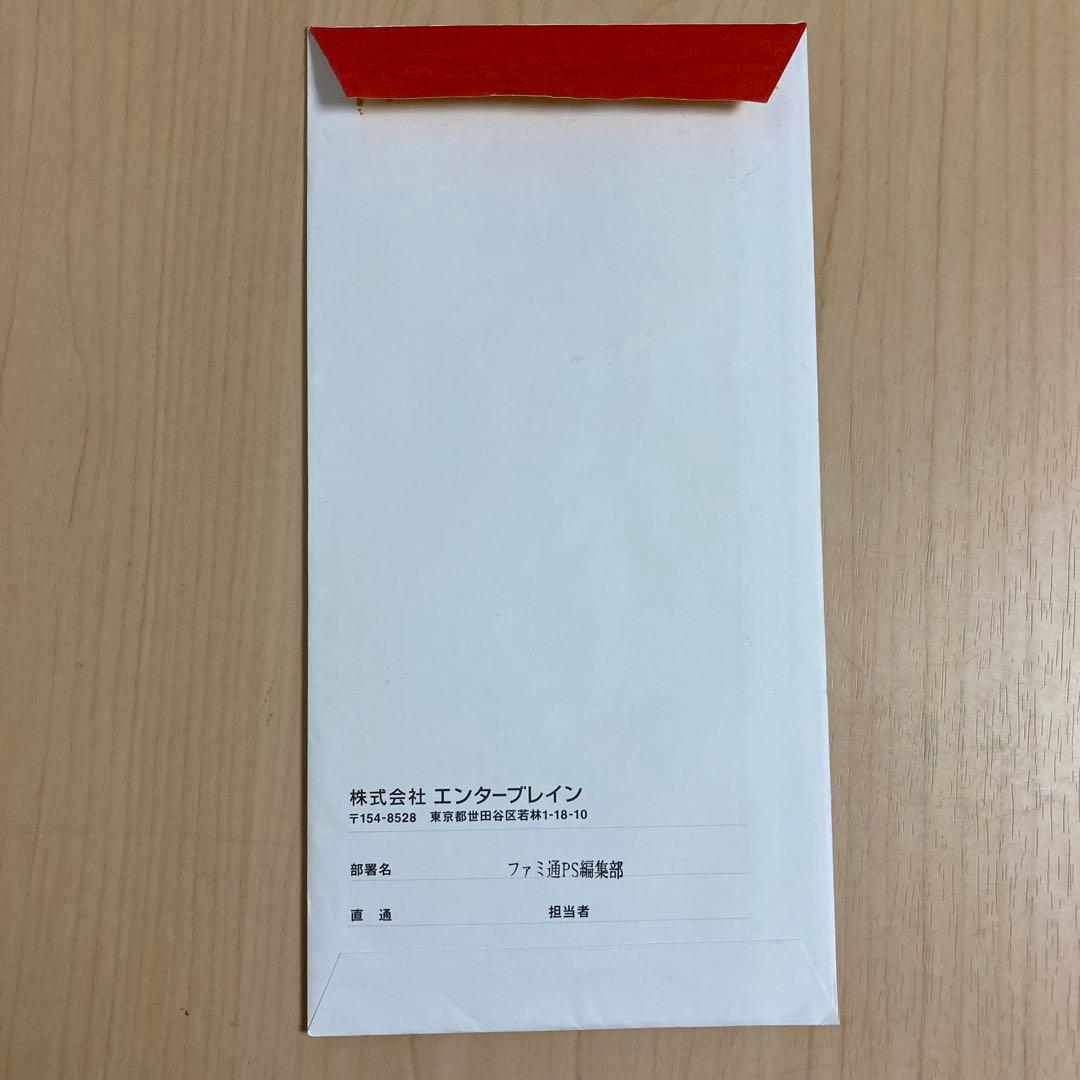 株式会社 エンターブレイン
〒154-8528 東京都世田谷区若林1-18-10
部署名 ファミ通PS編集部
直 通 担当者